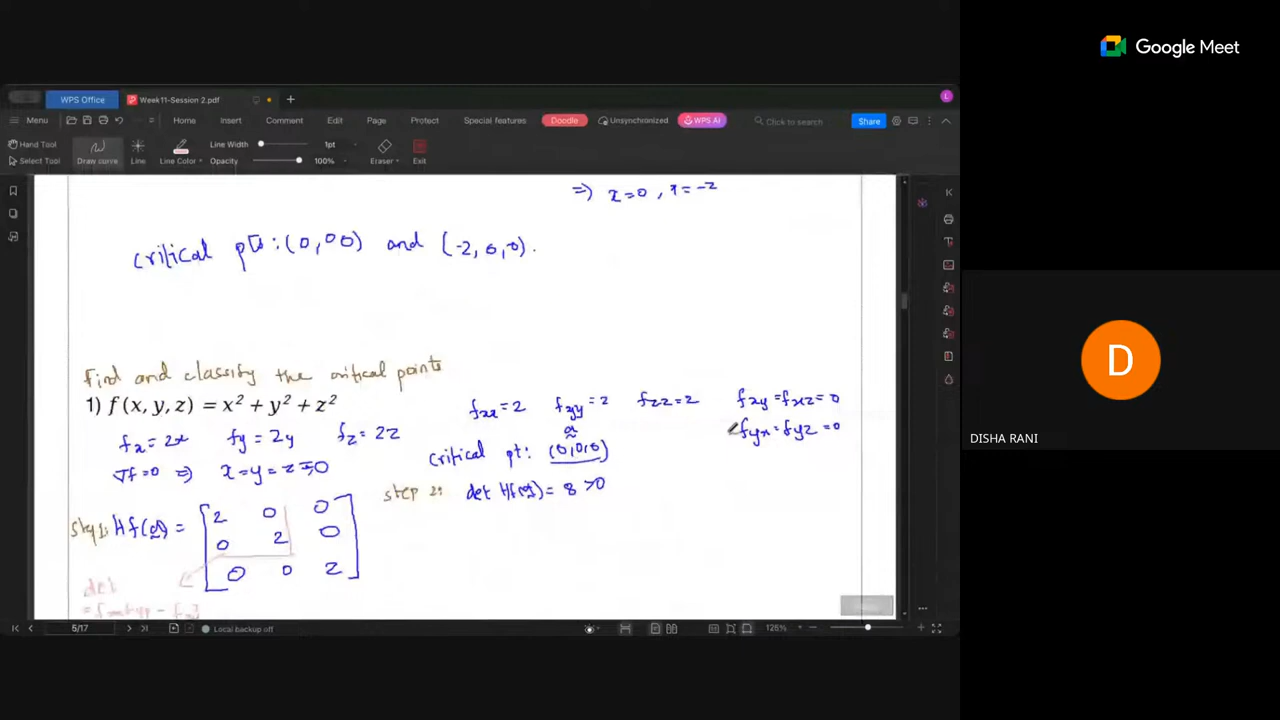 Google Meet
WPS Office
Week11-Session 2.pdf
Menu
Home
Insert
Comment
Edit
Page
Protect
Special features
Doodle
Unsynchronized
WPS AI
Click to search
Share
Hand Tool
Select Tool
Draw curve
Line
Line Color
Line Width
1pt
Opacity
100%
Eraser
Exit
=) x=0, x=-2
critical pts: (0,00) and (-2,0,0).
Find and classify the critical points
1) f(x, y, z) = x² + y² + z²
fxx=2 fyy=2 fzz=2 fxy=fxz=0
fx=2x fy=2y fz=2z
fyx=fyz=0
∇f=0 => x=y=z=0
critical pt: (0,0,0)
step 2: det Hf(a)= 8 >0
step 1: Hf(a) =
2 0 0
0 2 0
0 0 2
det
D
DISHA RANI
5/17
Local backup off
125%